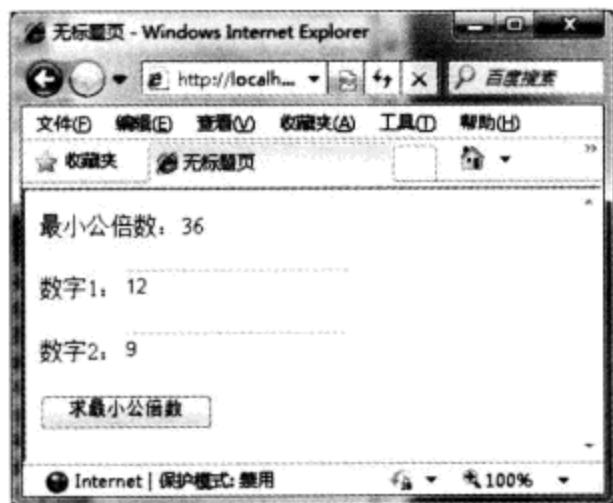 无标题页 - Windows Internet Explorer
http://localh...
百度搜索
文件(F) 编辑(E) 查看(V) 收藏夹(A) 工具(T) 帮助(H)
收藏夹 无标题页
最小公倍数：36
数字1：12
数字2：9
求最小公倍数
Internet | 保护模式: 禁用
100%